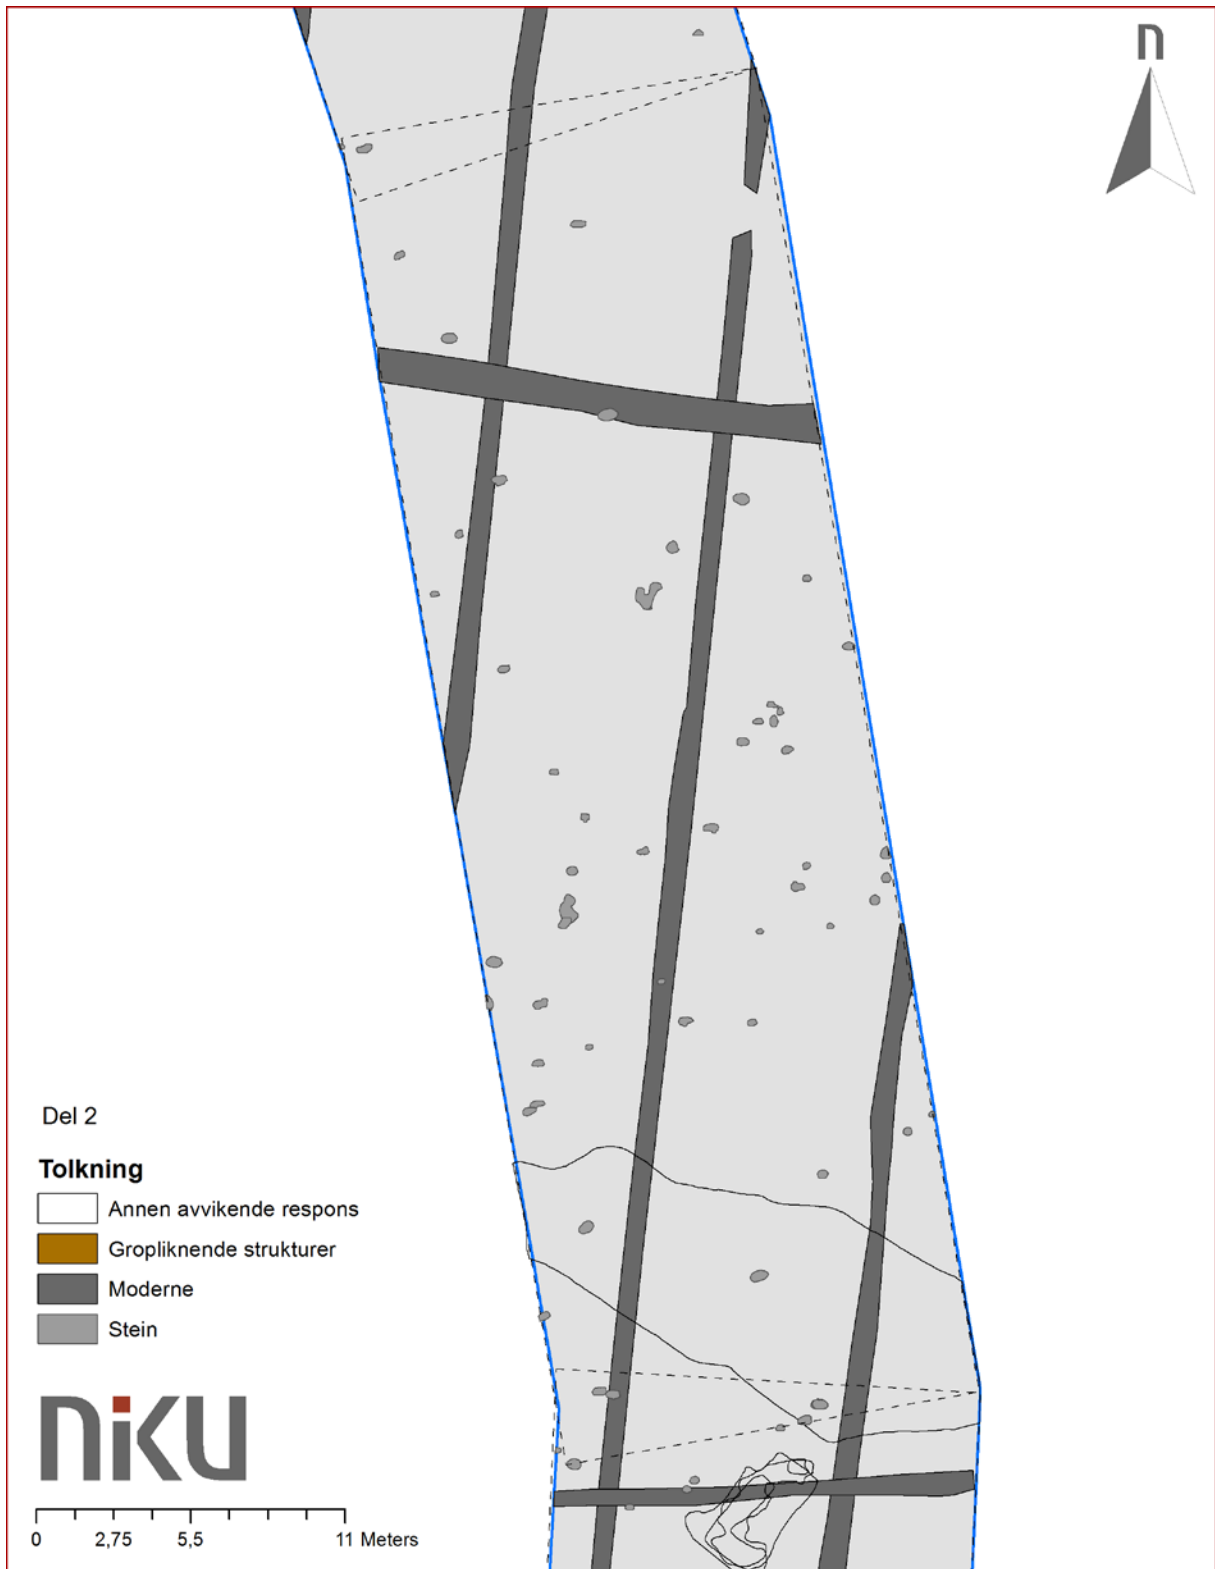 n
Del 2
Tolkning
Annen avvikende respons
Gropliknende strukturer
Moderne
Stein
niku
0 2,75 5,5 11 Meters